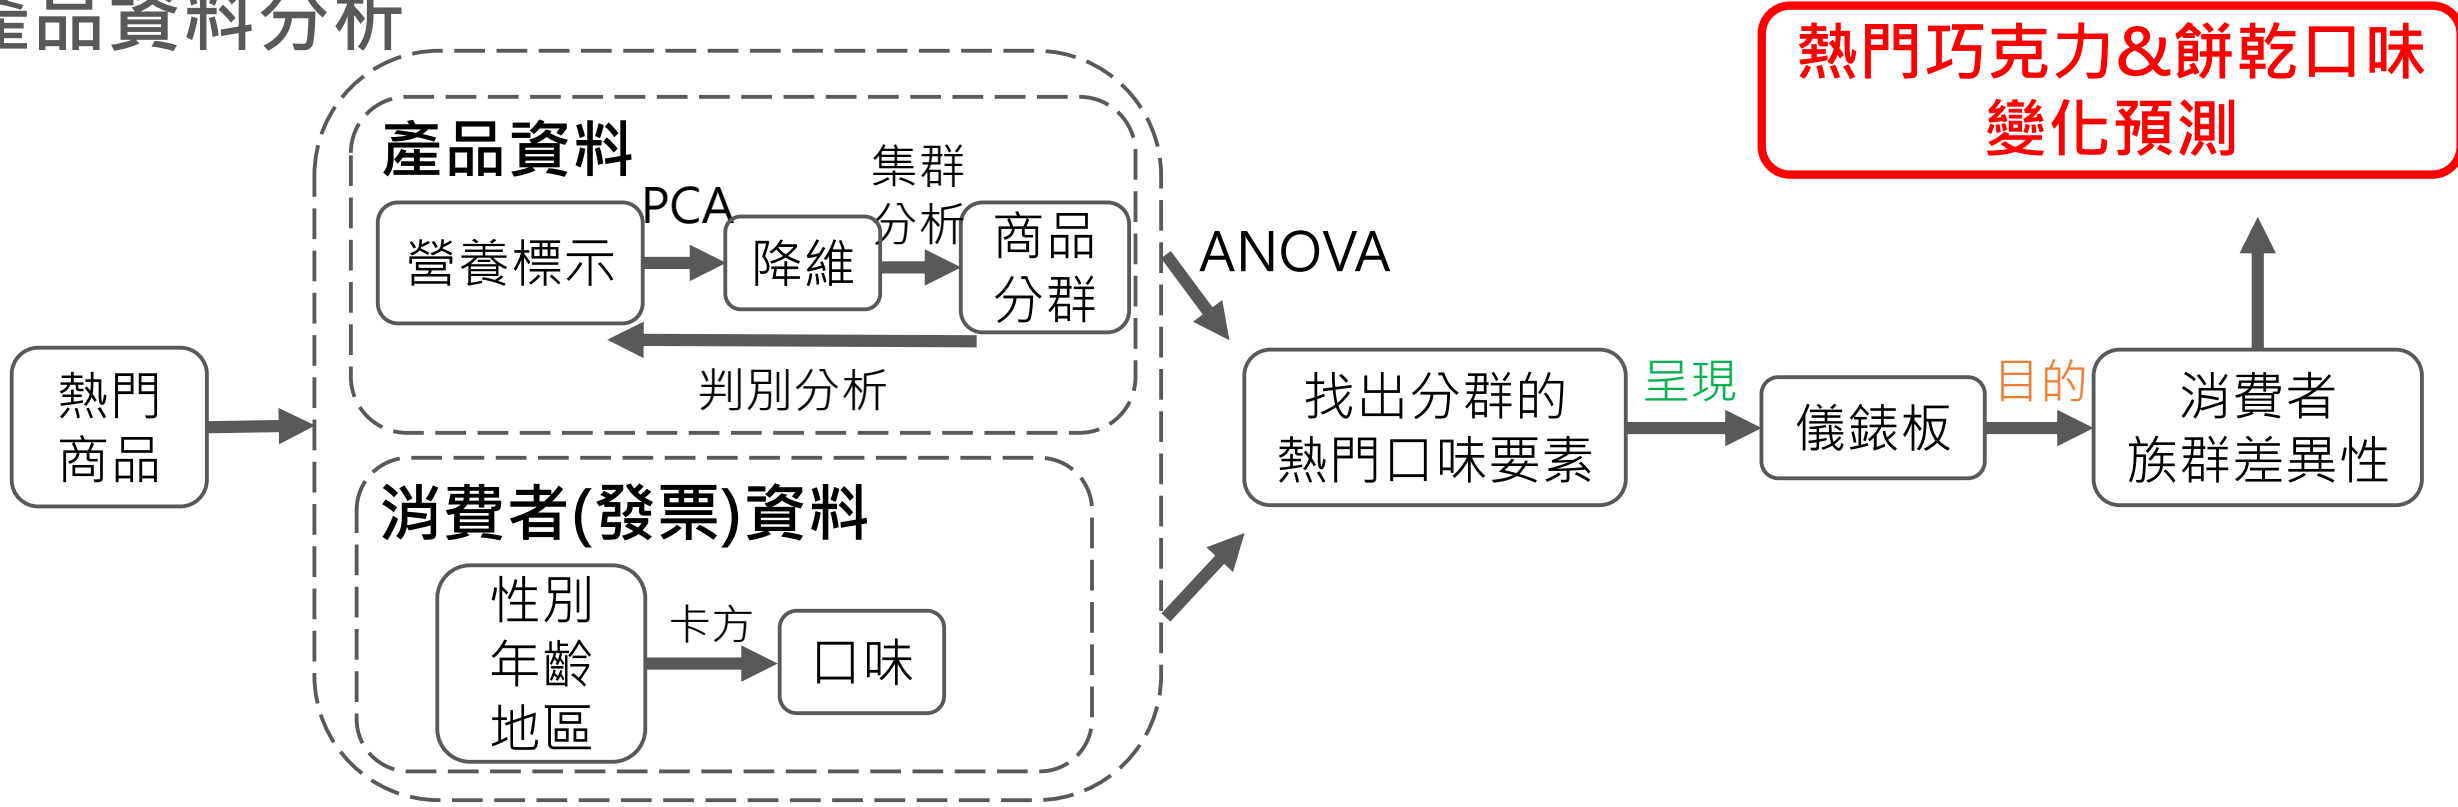 產品資料分析
熱門巧克力&餅乾口味
變化預測
產品資料
集群
分析
PCA
營養標示
降維
商品
分群
ANOVA
判別分析
熱門
商品
找出分群的
熱門口味要素
呈現
儀錶板
目的
消費者
族群差異性
消費者(發票)資料
性別
年齡
地區
卡方
口味